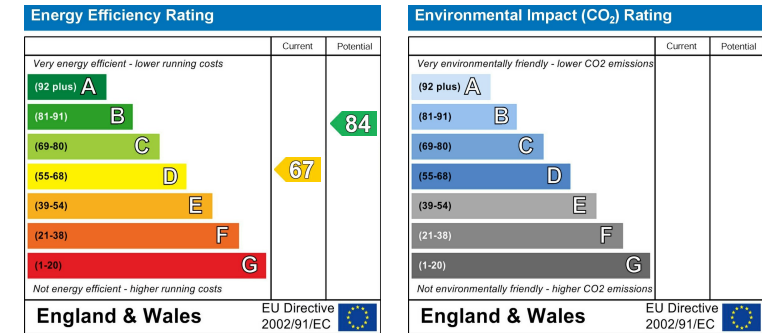 Energy Efficiency Rating
Current Potential
Very energy efficient - lower running costs
(92 plus) A
(81-91) B
84
(69-80) C
(55-68) D
67
(39-54) E
(21-38) F
(1-20) G
Not energy efficient - higher running costs
England & Wales
EU Directive
2002/91/EC
Environmental Impact (CO₂) Rating
Current Potential
Very environmentally friendly - lower CO2 emissions
(92 plus) A
(81-91) B
(69-80) C
(55-68) D
(39-54) E
(21-38) F
(1-20) G
Not environmentally friendly - higher CO2 emissions
England & Wales
EU Directive
2002/91/EC